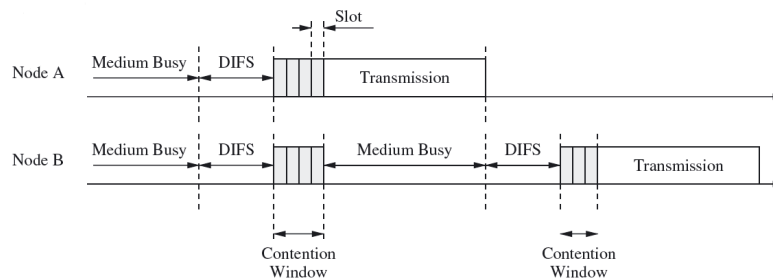 Slot
Node A
Medium Busy
DIFS
Transmission
Node B
Medium Busy
DIFS
Medium Busy
DIFS
Transmission
Contention
Window
Contention
Window